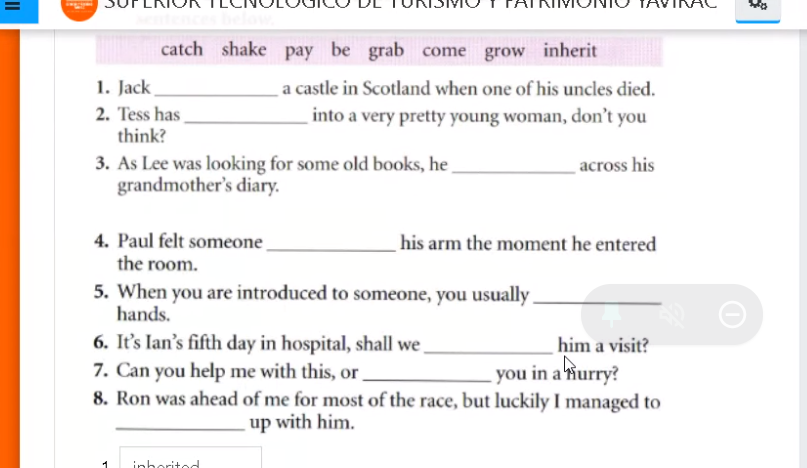 SUPERIOR TECNOLÓGICO DE TURISMO Y PATRIMONIO YAVIRAC
sentences below.
catch shake pay be grab come grow inherit
1. Jack ____________ a castle in Scotland when one of his uncles died.
2. Tess has ____________ into a very pretty young woman, don't you
think?
3. As Lee was looking for some old books, he ____________ across his
grandmother's diary.
4. Paul felt someone ____________ his arm the moment he entered
the room.
5. When you are introduced to someone, you usually ____________
hands.
6. It's Ian's fifth day in hospital, shall we ____________ him a visit?
7. Can you help me with this, or ____________ you in a hurry?
8. Ron was ahead of me for most of the race, but luckily I managed to
____________ up with him.
1. inherited